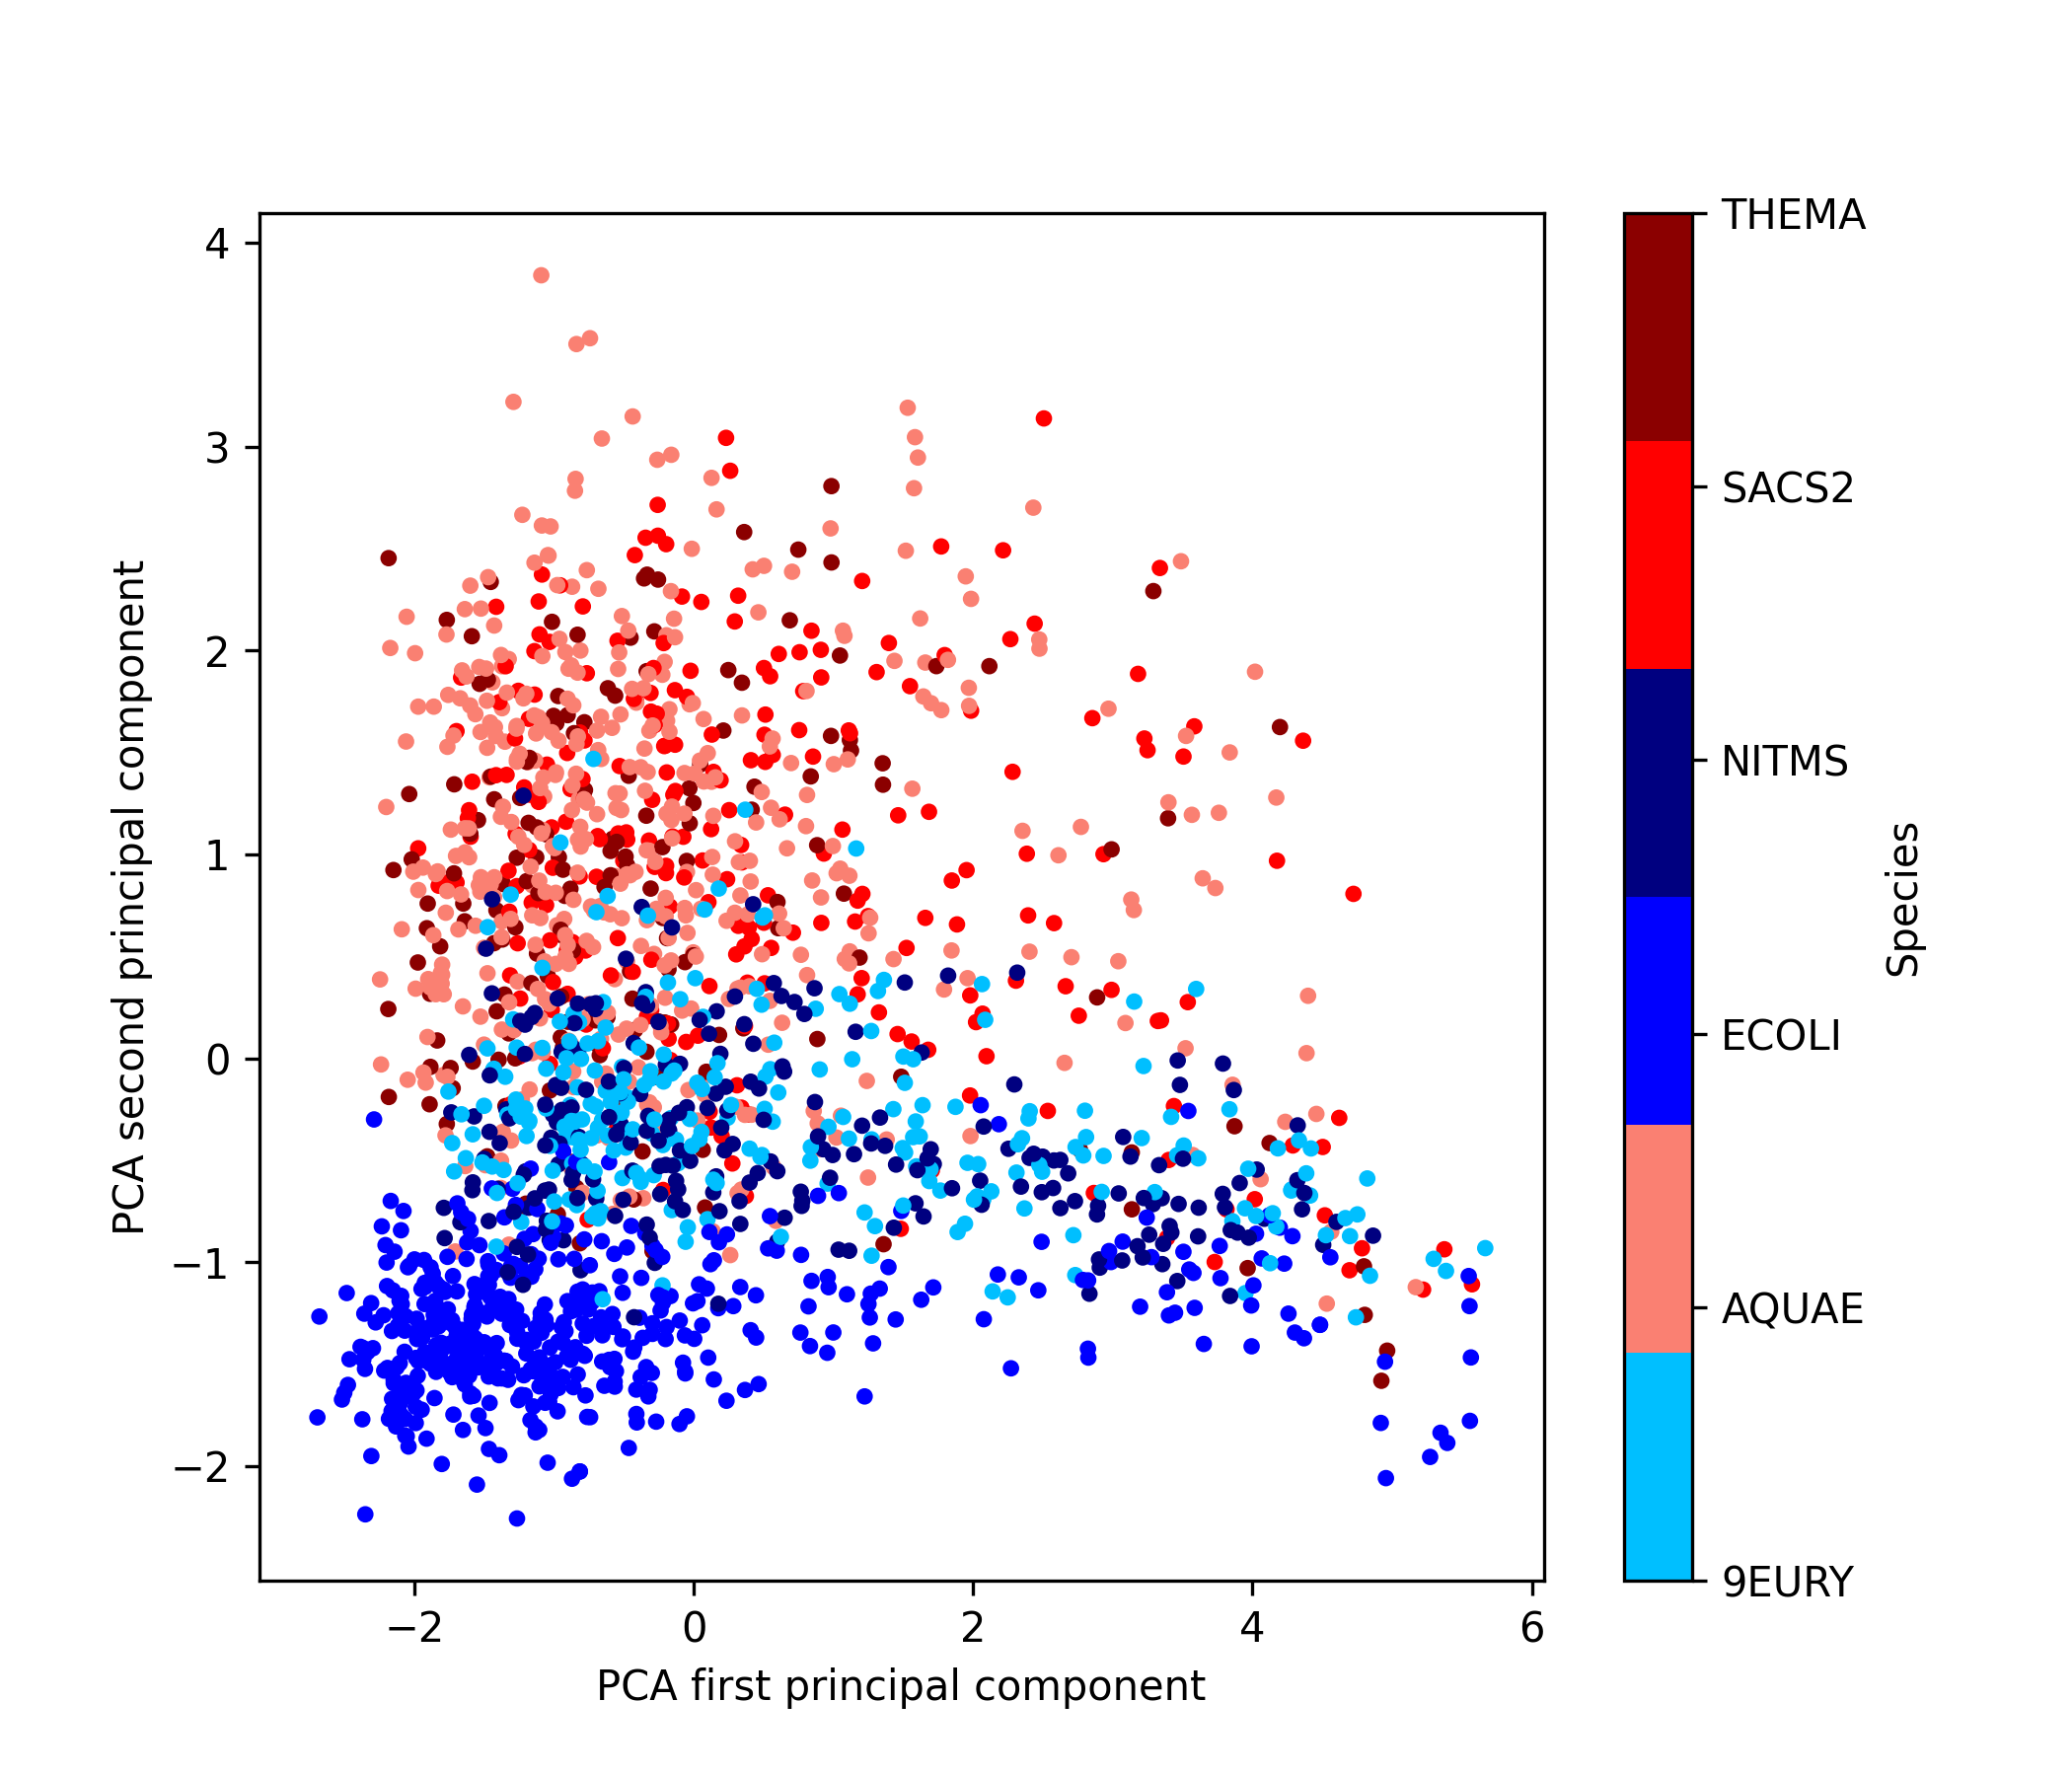 4
3
2
1
0
−1
−2
PCA second principal component
−2 0 2 4 6
PCA first principal component
THEMA
SACS2
NITMS
ECOLI
AQUAE
9EURY
Species